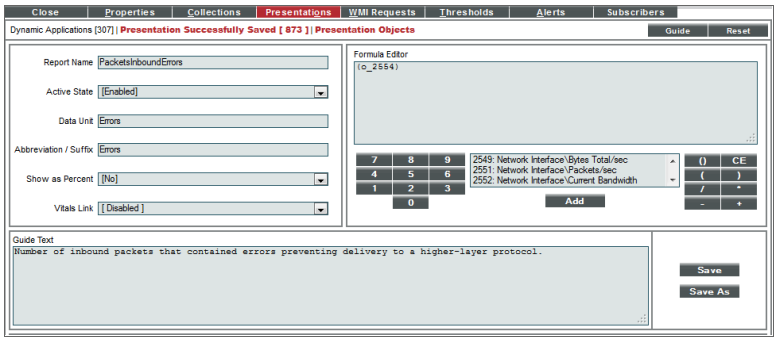 Close Properties Collections Presentations WMI Requests Thresholds Alerts Subscribers
Dynamic Applications [307] | Presentation Successfully Saved [ 873 ] | Presentation Objects Guide Reset
Report Name PacketsInboundErrors
Active State [Enabled]
Data Unit Errors
Abbreviation / Suffix Errors
Show as Percent [No]
Vitals Link [ Disabled ]
Formula Editor
(o_2554)
7 8 9
4 5 6
1 2 3
0
2549: Network Interface\Bytes Total/sec
2551: Network Interface\Packets/sec
2552: Network Interface\Current Bandwidth
Add
() CE
( )
/ *
- +
Guide Text
Number of inbound packets that contained errors preventing delivery to a higher-layer protocol.
Save
Save As